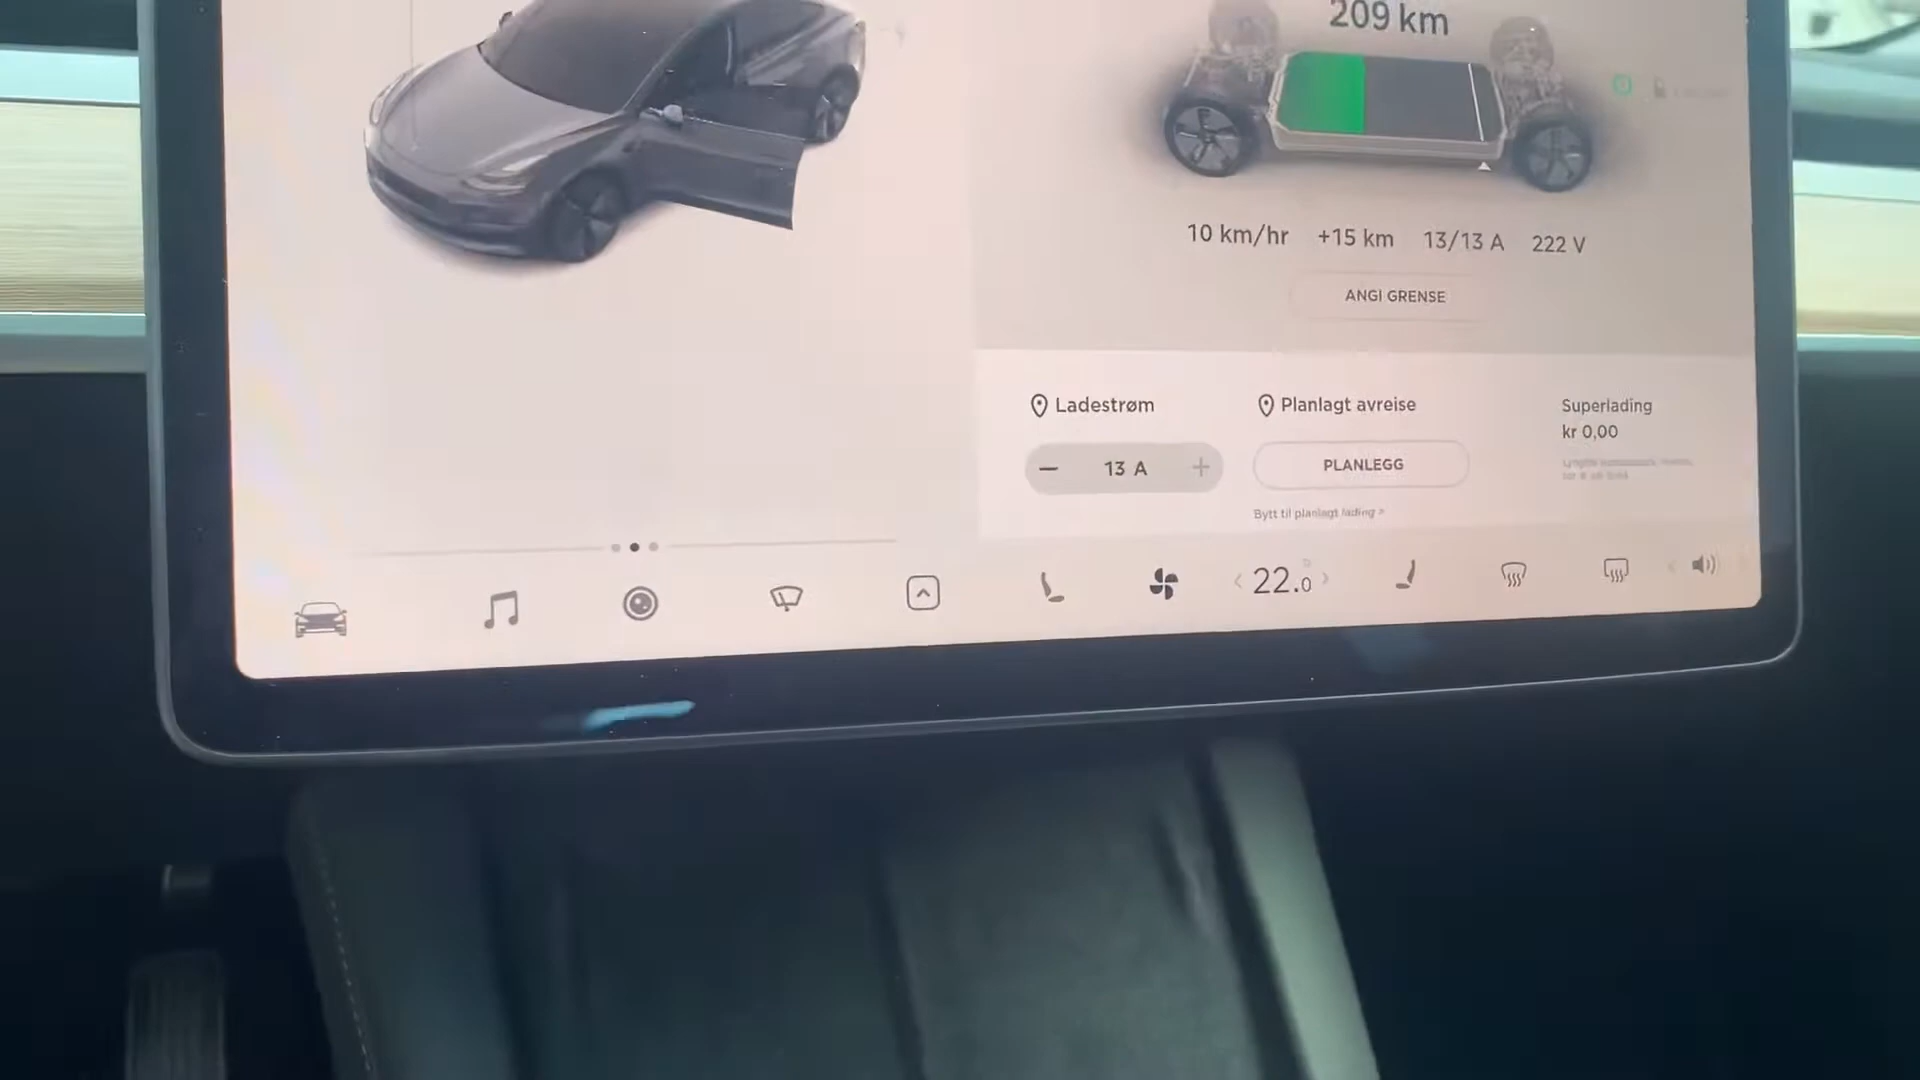 209 km
10 km/hr +15 km 13/13 A 222 V
ANGI GRENSE
Ladestrøm
13 A
Planlagt avreise
PLANLEGG
Bytt til planlagt lading >
Superlading
kr 0,00
22.0